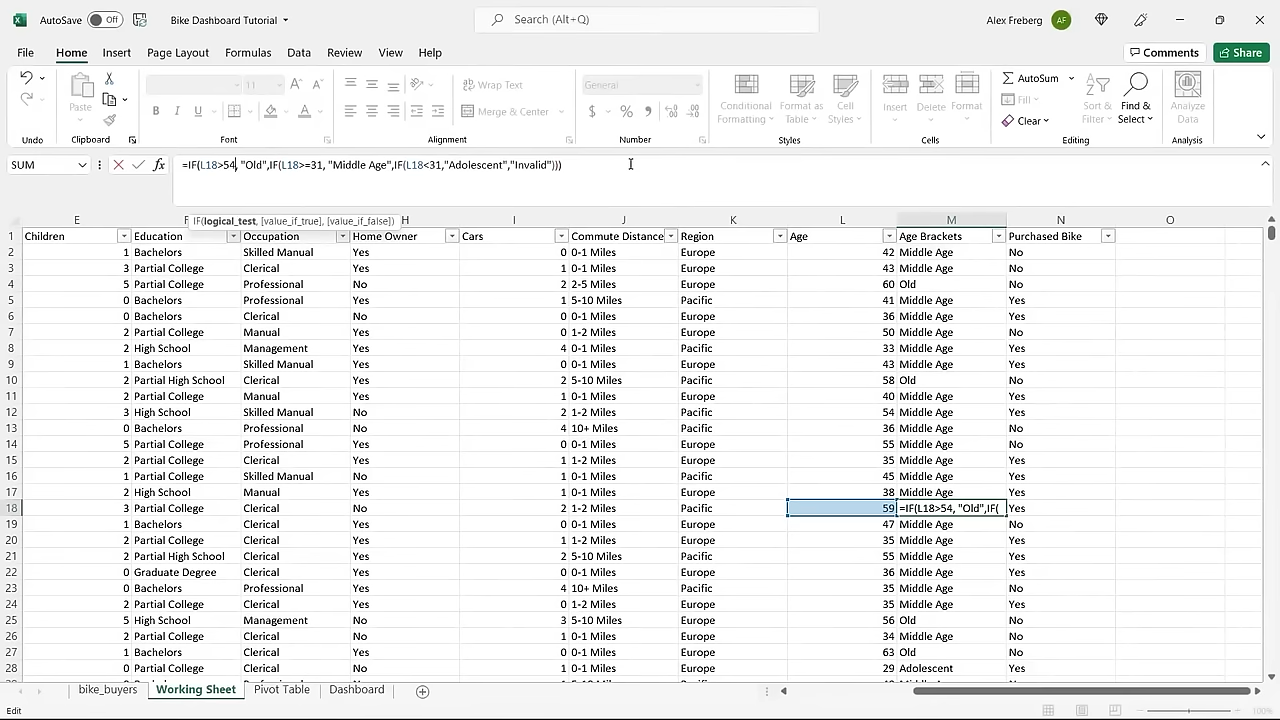 AutoSave Off Bike Dashboard Tutorial Search (Alt+Q) Alex Freberg AF
File Home Insert Page Layout Formulas Data Review View Help Comments Share
Paste 11 Wrap Text General Conditional Formatting Format as Table Cell Styles Insert Delete Format AutoSum Sort & Filter Find & Select Analyze Data
B I U Merge & Center $ % Fill
Clear
Undo Clipboard Font Alignment Number Styles Cells Editing Analysis
SUM fx =IF(L18>54, "Old",IF(L18>=31, "Middle Age",IF(L18<31,"Adolescent","Invalid")))
IF(logical_test, [value_if_true], [value_if_false])
E F H I J K L M N O
1 Children Education Occupation Home Owner Cars Commute Distance Region Age Age Brackets Purchased Bike
2 1 Bachelors Skilled Manual Yes 0 0-1 Miles Europe 42 Middle Age No
3 3 Partial College Clerical Yes 1 0-1 Miles Europe 43 Middle Age No
4 5 Partial College Professional No 2 2-5 Miles Europe 60 Old No
5 0 Bachelors Professional Yes 1 5-10 Miles Pacific 41 Middle Age Yes
6 0 Bachelors Clerical No 0 0-1 Miles Europe 36 Middle Age Yes
7 2 Partial College Manual Yes 0 1-2 Miles Europe 50 Middle Age No
8 2 High School Management Yes 4 0-1 Miles Pacific 33 Middle Age Yes
9 1 Bachelors Skilled Manual Yes 0 0-1 Miles Europe 43 Middle Age Yes
10 2 Partial High School Clerical Yes 2 5-10 Miles Pacific 58 Old No
11 2 Partial College Manual Yes 1 0-1 Miles Europe 40 Middle Age Yes
12 3 High School Skilled Manual No 2 1-2 Miles Pacific 54 Middle Age Yes
13 0 Bachelors Professional No 4 10+ Miles Pacific 36 Middle Age No
14 5 Partial College Professional Yes 0 0-1 Miles Europe 55 Middle Age No
15 2 Partial College Clerical Yes 1 1-2 Miles Europe 35 Middle Age Yes
16 1 Partial College Skilled Manual No 1 0-1 Miles Europe 45 Middle Age Yes
17 2 High School Manual Yes 1 0-1 Miles Europe 38 Middle Age Yes
18 3 Partial College Clerical No 2 1-2 Miles Pacific 59 =IF(L18>54, "Old",IF( Yes
19 1 Bachelors Clerical Yes 0 0-1 Miles Europe 47 Middle Age No
20 2 Partial College Clerical Yes 1 1-2 Miles Europe 35 Middle Age Yes
21 2 Partial High School Clerical Yes 2 5-10 Miles Pacific 55 Middle Age Yes
22 0 Graduate Degree Clerical Yes 0 0-1 Miles Europe 36 Middle Age Yes
23 0 Bachelors Professional No 4 10+ Miles Pacific 35 Middle Age No
24 2 Partial College Clerical Yes 0 1-2 Miles Europe 35 Middle Age Yes
25 5 High School Management No 3 5-10 Miles Europe 56 Old No
26 2 Partial College Clerical No 1 0-1 Miles Europe 34 Middle Age No
27 1 Bachelors Clerical Yes 0 0-1 Miles Europe 63 Old No
28 0 Partial College Clerical No 1 0-1 Miles Europe 29 Adolescent Yes
bike_buyers Working Sheet Pivot Table Dashboard
Edit 100%